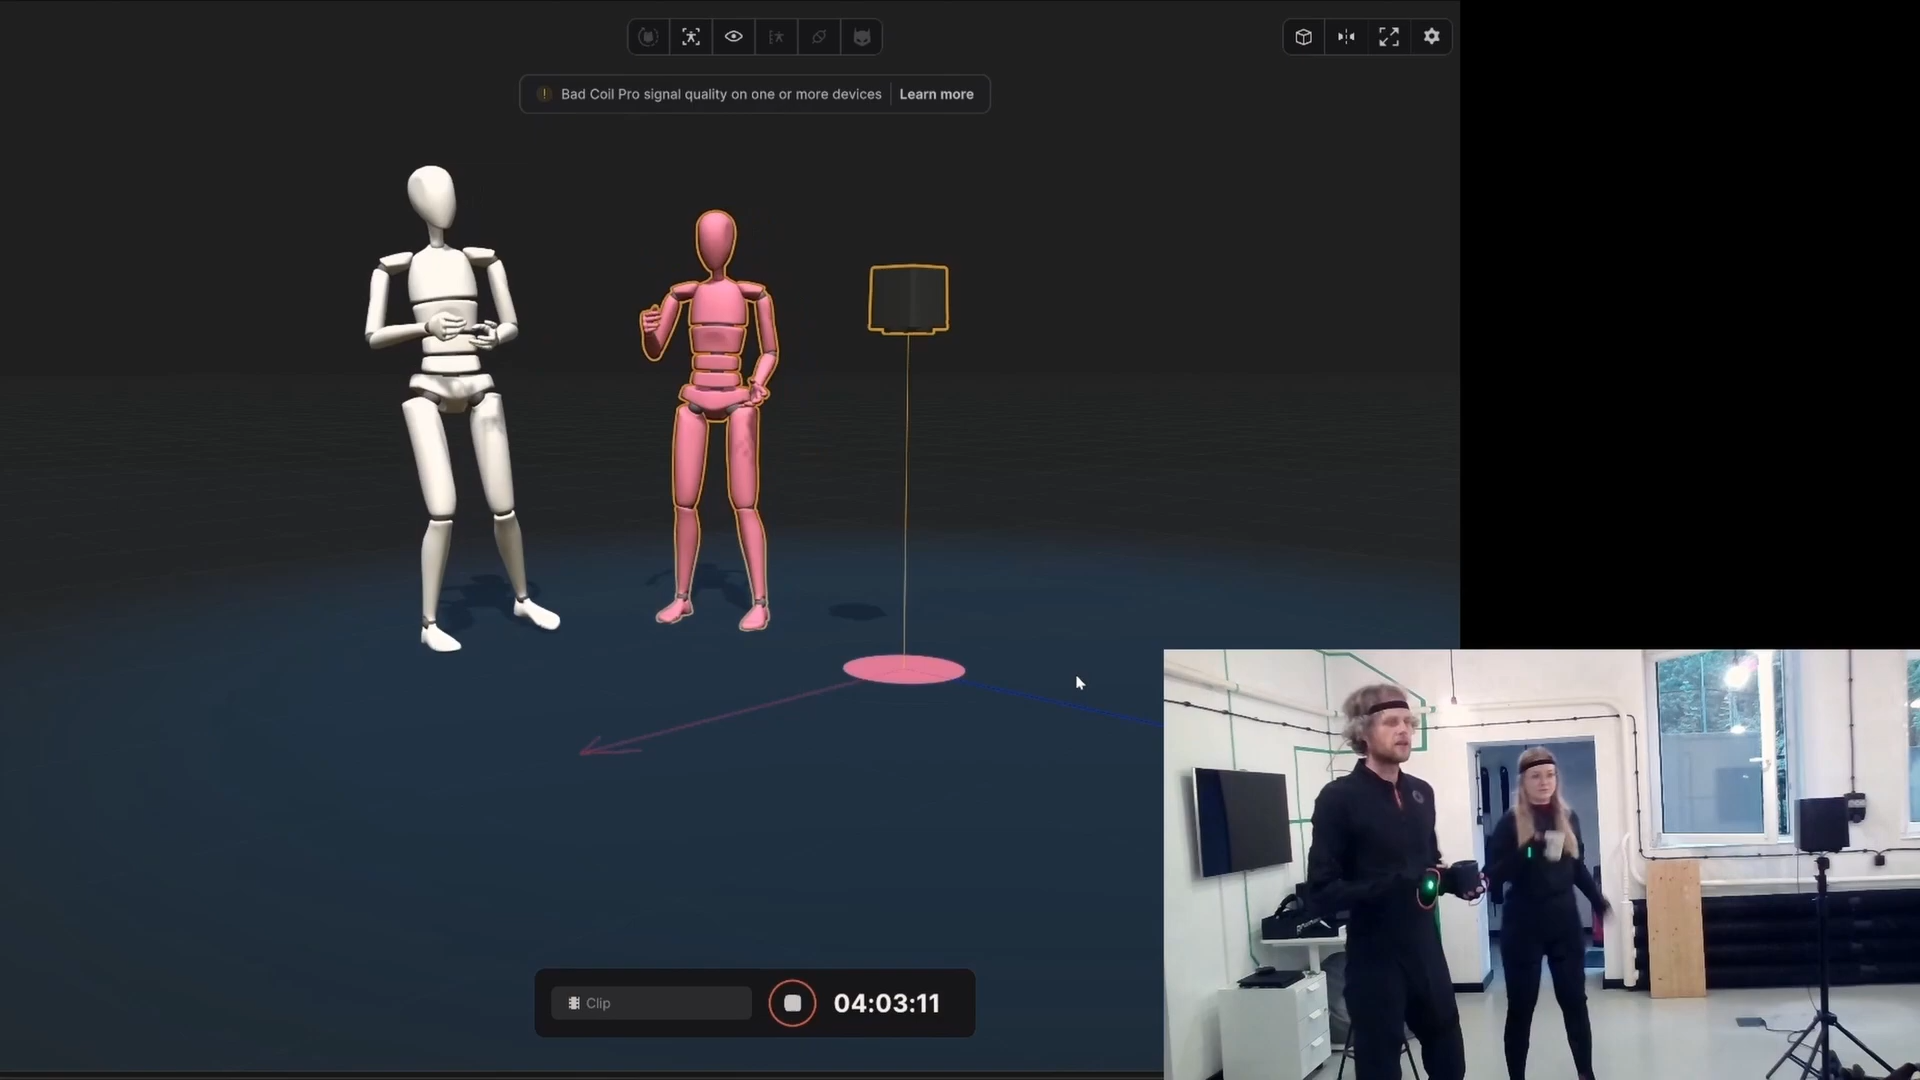 Bad Coil Pro signal quality on one or more devices
Learn more
Clip
04:03:11